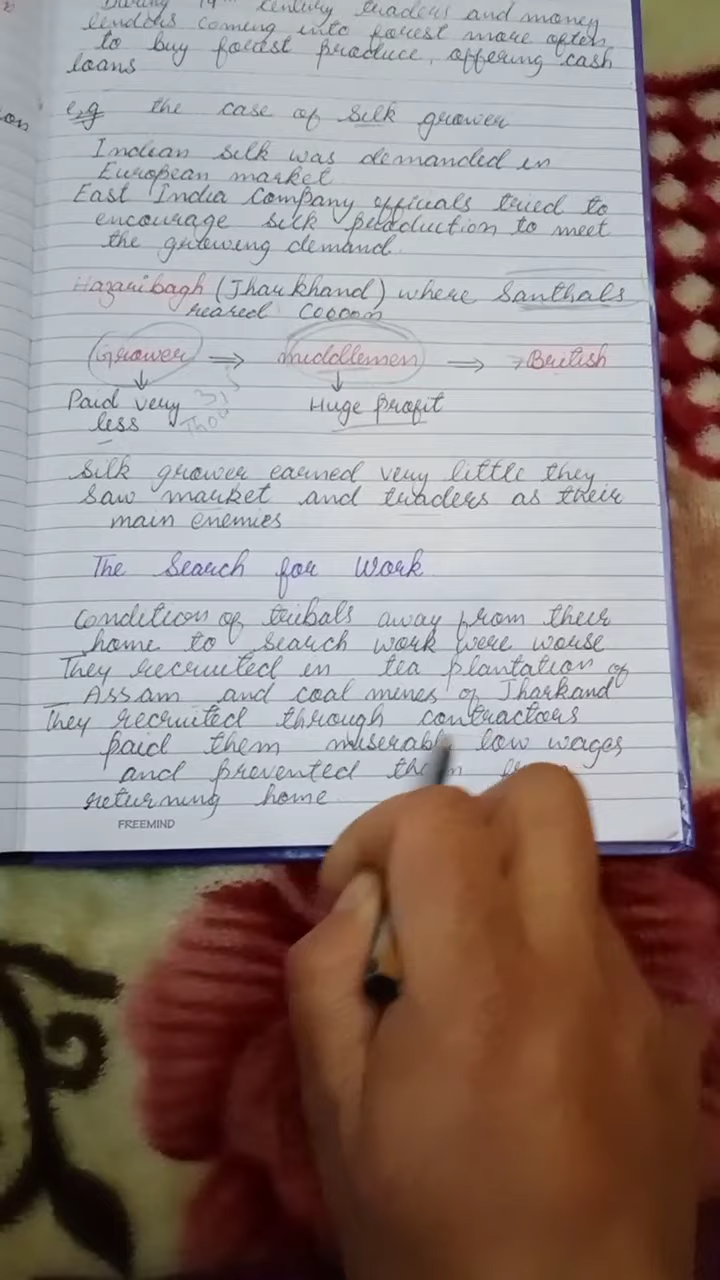 During 19th century traders and money
lenders coming into forest more often
to buy forest produce, offering cash
loans
e.g the case of silk grower
Indian silk was demanded in
European market
East India Company officials tried to
encourage silk production to meet
the growing demand.
Hazaribagh (Jharkhand) where Santhals
reared cocoon
Grower ⇒ middlemen → British
Paid very Huge profit
less
silk grower earned very little they
saw market and traders as their
main enemies
The Search for Work
condition of tribals away from their
home to search work were worse
They recruited in tea plantation of
Assam and coal mines of Jharkand
They recruited through contractors
paid them miserable low wages
and prevented them from
returning home
FREEMIND